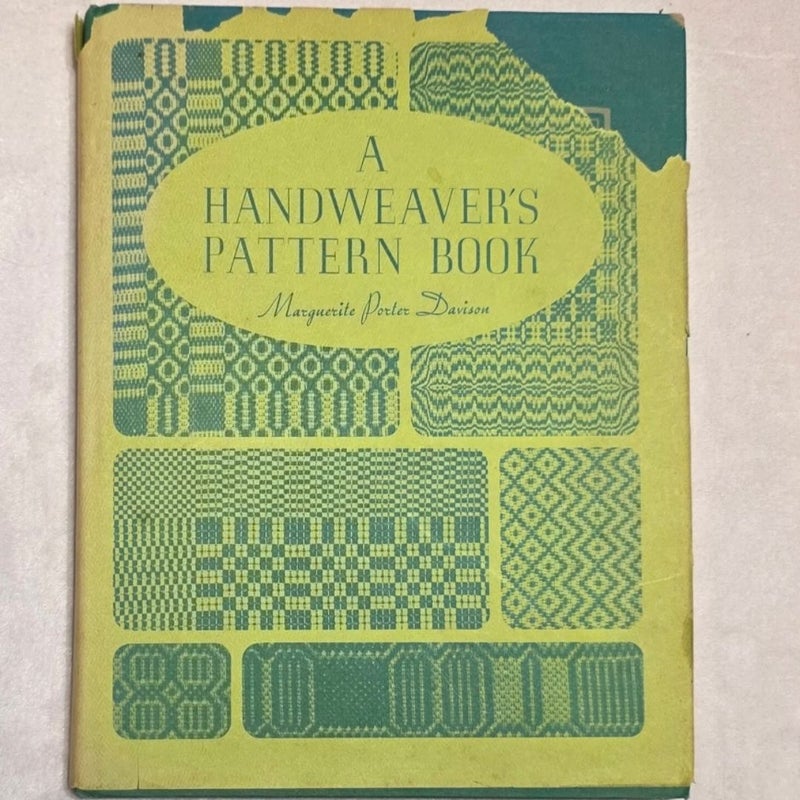 A
HANDWEAVER'S
PATTERN BOOK
Marguerite Porter Davison